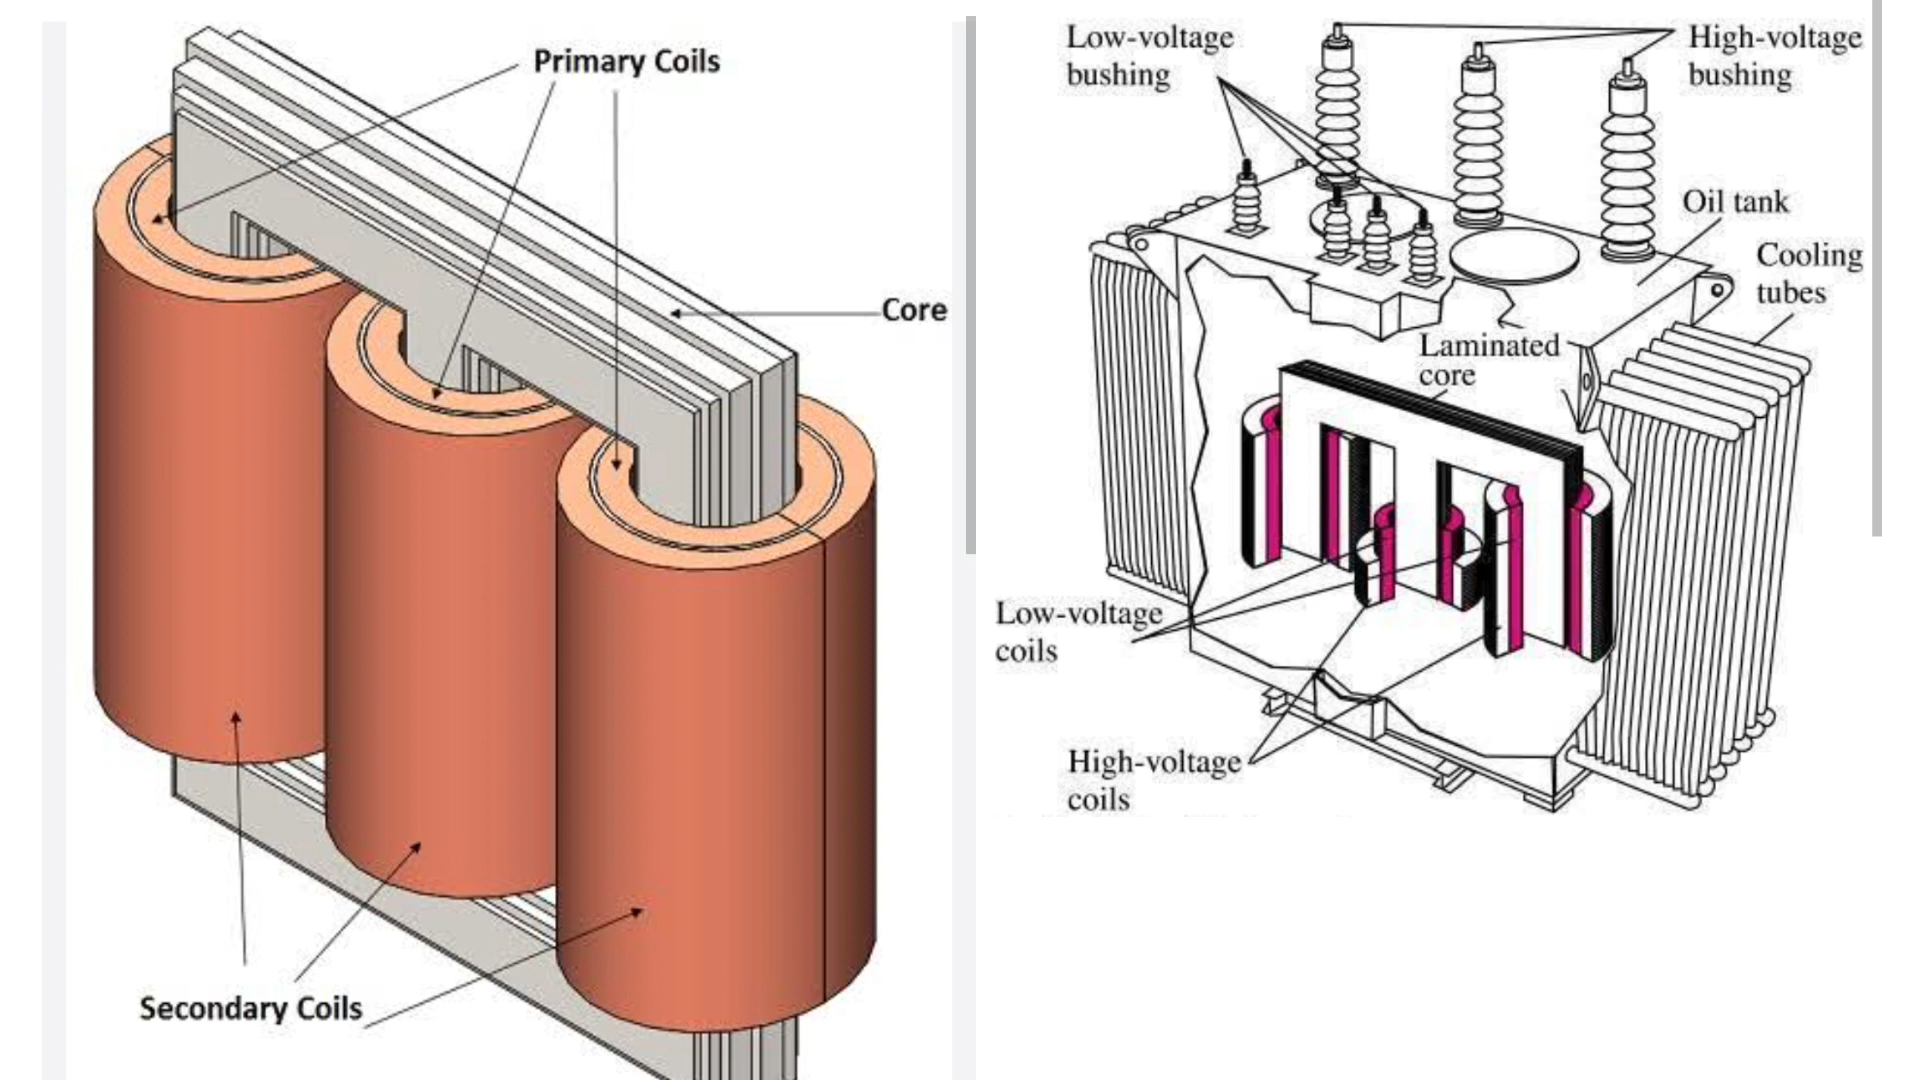 Primary Coils
Core
Secondary Coils
Low-voltage
bushing
High-voltage
bushing
Oil tank
Cooling
tubes
Laminated
core
Low-voltage
coils
High-voltage
coils